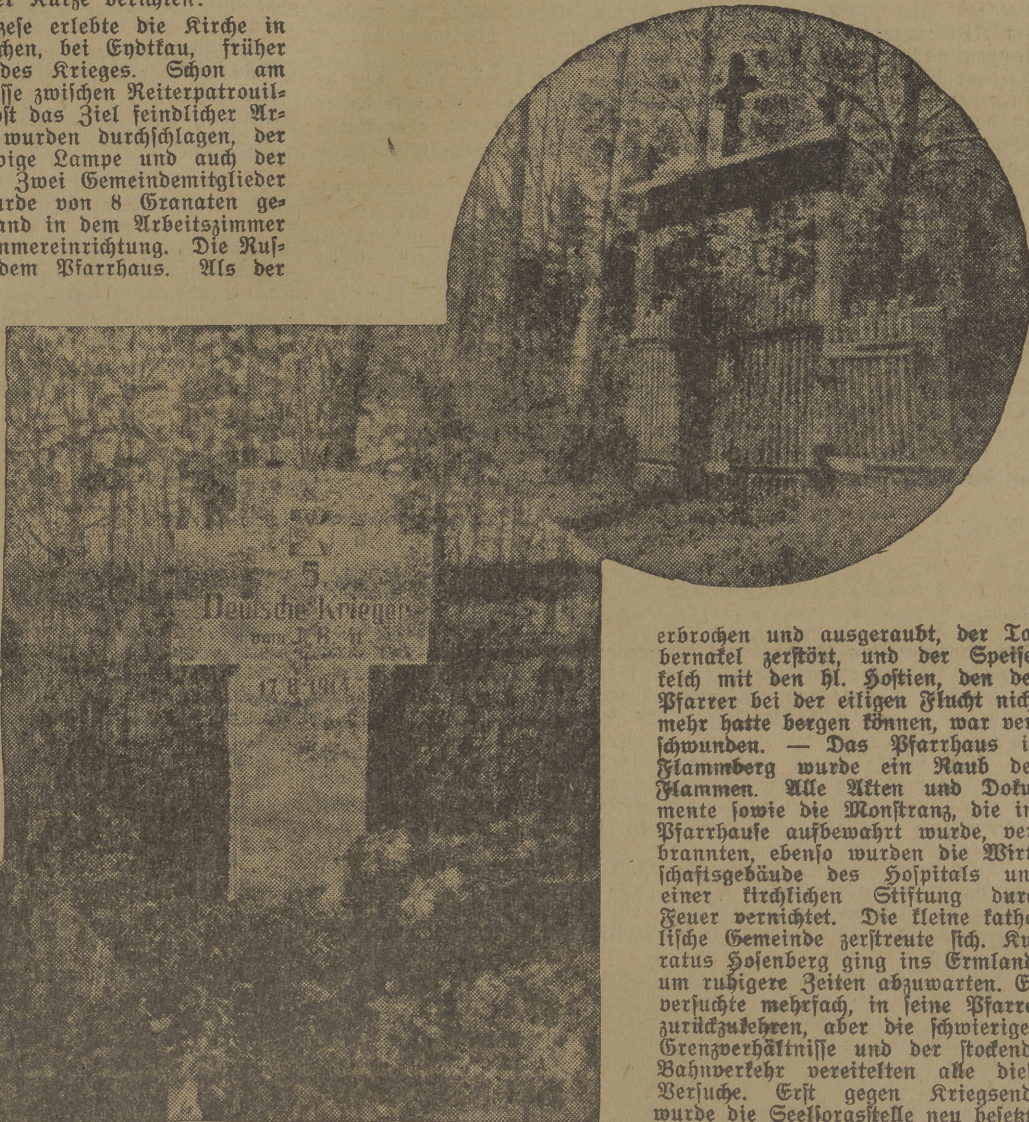 er Kürze berichten.
zese erlebte die Kirche in
chen, bei Eydtkau, früher
des Krieges. Schon am
sse zwischen Reiterpatrouil-
bst das Ziel feindlicher Ar-
wurden durchschlagen, der
bige Lampe und auch der
Zwei Gemeindemitglieder
urde von 8 Granaten ge-
and in dem Arbeitszimmer
mmereinrichtung. Die Rus-
dem Pfarrhaus. Als der
5
Deutsche Krieger
vom J. R.
erbrochen und ausgeraubt, der Ta
bernakel zerstört, und der Speise
kelch mit den hl. Hostien, den de
Pfarrer bei der eiligen Flucht nich
mehr hatte bergen können, war ver
schwunden. — Das Pfarrhaus i
Flammberg wurde ein Raub de
Flammen. Alle Akten und Doku
mente sowie die Monstranz, die im
Pfarrhause aufbewahrt wurde, ver
brannten, ebenso wurden die Wirt
schaftsgebäude des Hospitals un
einer kirchlichen Stiftung durc
Feuer vernichtet. Die kleine katho
lische Gemeinde zerstreute sich. Ku
ratus Hosenberg ging ins Ermland
um ruhigere Zeiten abzuwarten. E
versuchte mehrfach, in seine Pfarre
zurückzukehren, aber die schwierige
Grenzverhältnisse und der stockend
Bahnverkehr vereitelten alle dies
Versuche. Erst gegen Kriegsend
wurde die Seelsorgsstelle neu besetzt